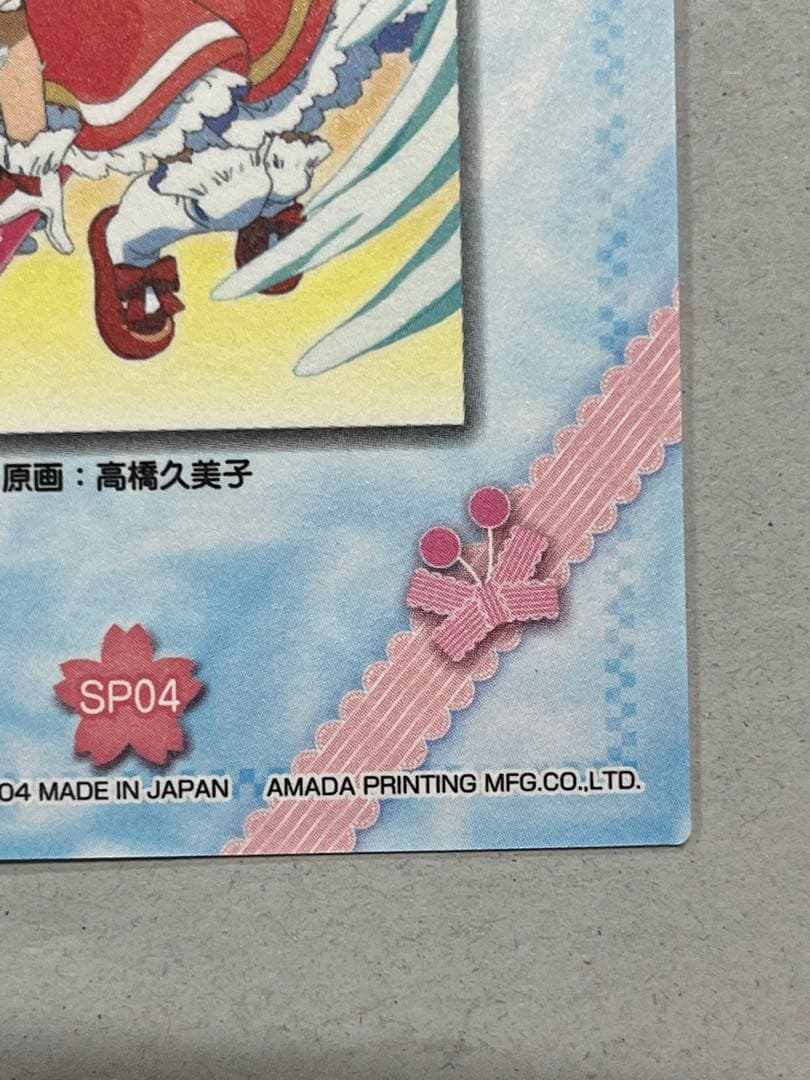 原画：高橋久美子
SP04
04 MADE IN JAPAN AMADA PRINTING MFG.CO.,LTD.